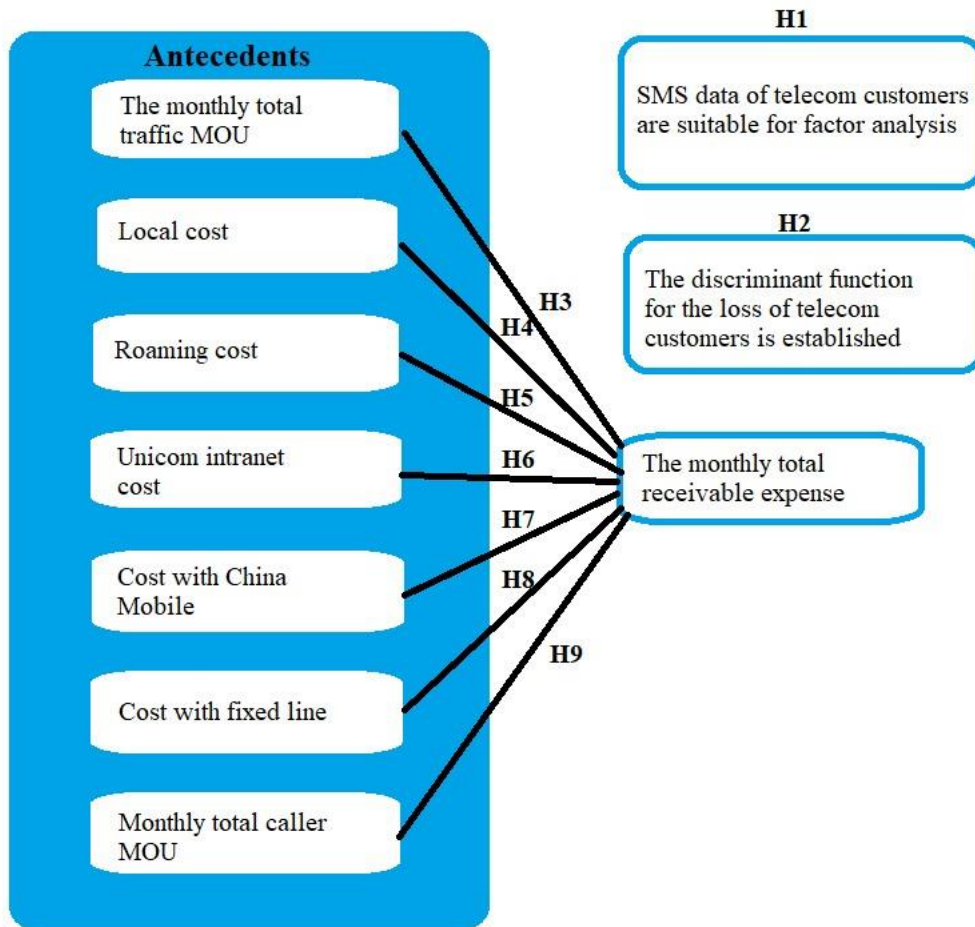 Antecedents
The monthly total
traffic MOU
Local cost
Roaming cost
Unicom intranet
cost
Cost with China
Mobile
Cost with fixed line
Monthly total caller
MOU
H3
H4
H5
H6
H7
H8
H9
H1
SMS data of telecom customers
are suitable for factor analysis
H2
The discriminant function
for the loss of telecom
customers is established
The monthly total
receivable expense